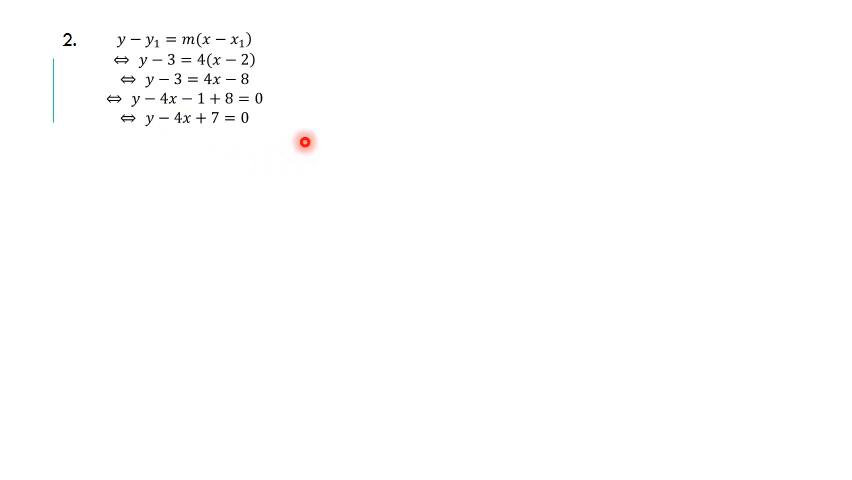 2. y − y₁ = m(x − x₁)
⇔ y − 3 = 4(x − 2)
⇔ y − 3 = 4x − 8
⇔ y − 4x − 1 + 8 = 0
⇔ y − 4x + 7 = 0